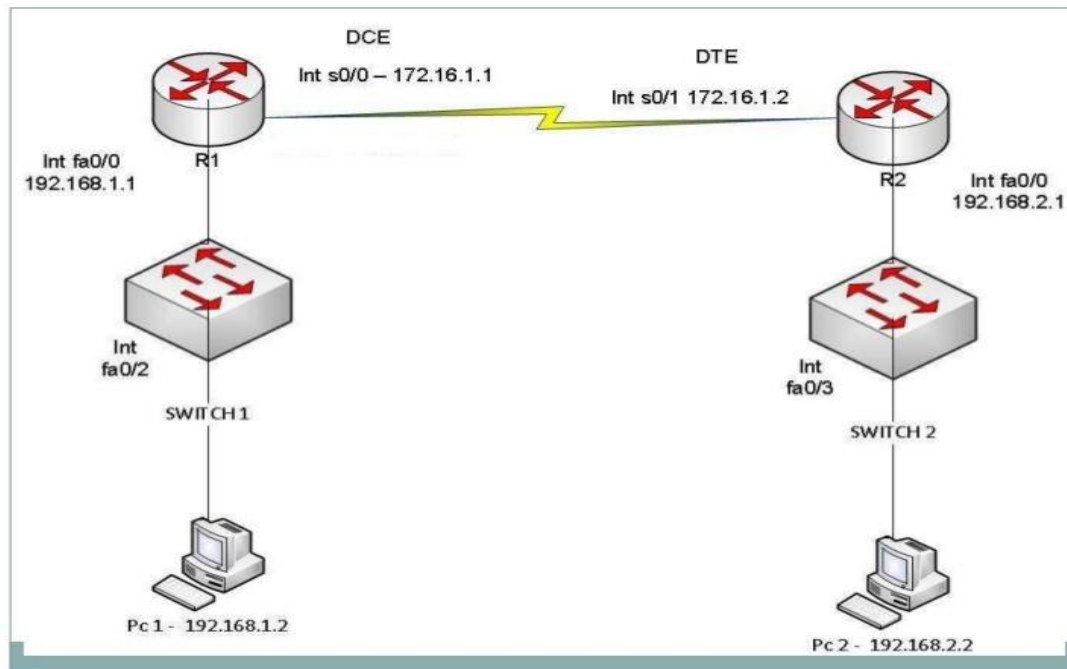 DCE
Int s0/0 – 172.16.1.1
DTE
Int s0/1 172.16.1.2
R1
Int fa0/0
192.168.1.1
R2
Int fa0/0
192.168.2.1
Int
fa0/2
SWITCH 1
Int
fa0/3
SWITCH 2
Pc 1 - 192.168.1.2
Pc 2 - 192.168.2.2